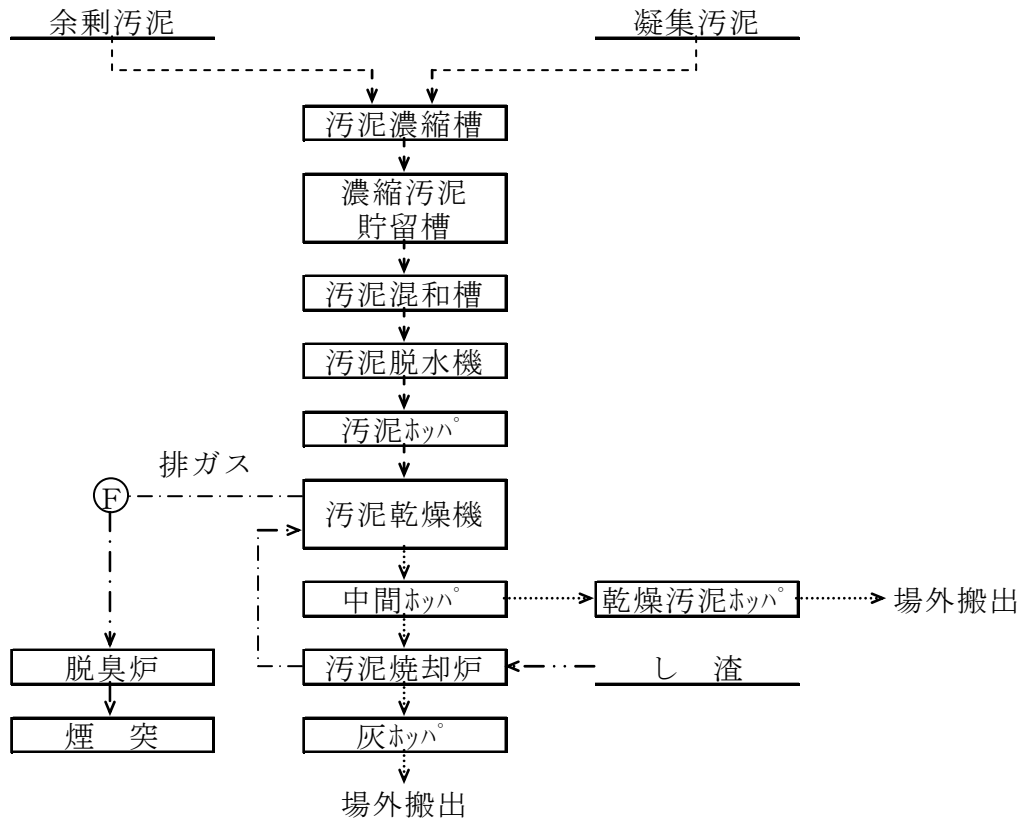 余剰汚泥
凝集汚泥
汚泥濃縮槽
濃縮汚泥
貯留槽
汚泥混和槽
汚泥脱水機
汚泥ﾎｯﾊﾟ
排ガス
F
汚泥乾燥機
中間ﾎｯﾊﾟ
乾燥汚泥ﾎｯﾊﾟ
場外搬出
脱臭炉
汚泥焼却炉
し　渣
煙　突
灰ﾎｯﾊﾟ
場外搬出